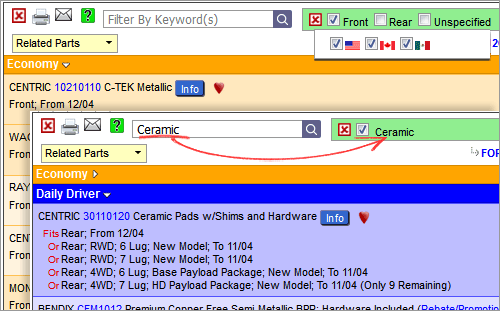 Filter By Keyword(s)
Front Rear Unspecified
Related Parts
Economy
CENTRIC 10210110 C-TEK Metallic Info
Front; From 12/04
WAG
Fron
RAY
Fron
CENT
Fron
MON
Ceramic
Ceramic
Related Parts
FOR
Economy
Daily Driver
CENTRIC 30110120 Ceramic Pads w/Shims and Hardware Info
Fits Rear; From 12/04
Or Rear; RWD; 6 Lug; New Model; To 11/04
Or Rear; RWD; 7 Lug; New Model; To 11/04
Or Rear; 4WD; 6 Lug; Base Payload Package; New Model; To 11/04
Or Rear; 4WD; 7 Lug; HD Payload Package; New Model; To 11/04 (Only 9 Remaining)
BENDIX CFM1012 Premium Copper Free Semi-Metallic BPR; Hardware Included (Rebate/Promotio